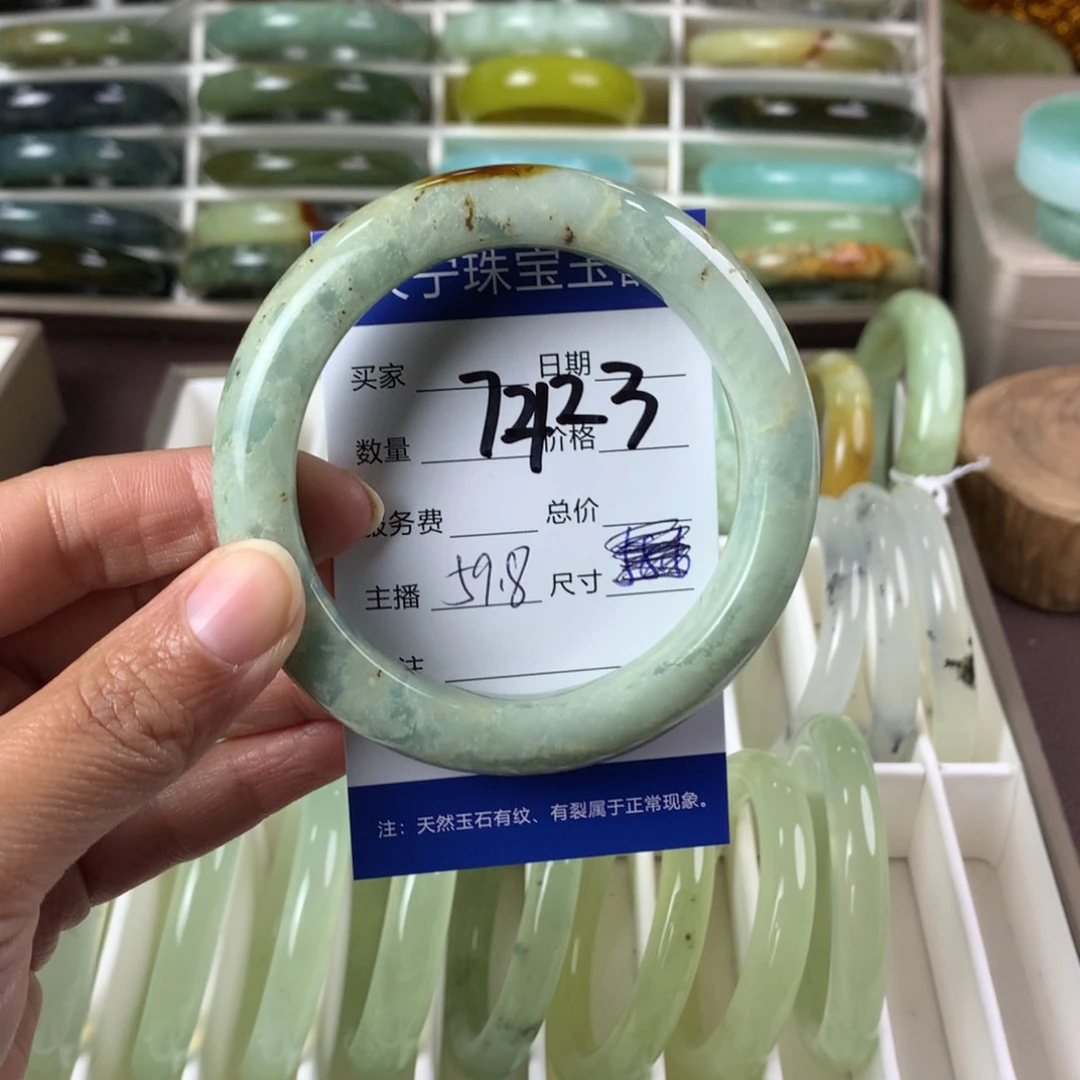 宁珠宝玉
买家 日期
7423
数量 价格
务费 总价
主播 59.8 尺寸
注：天然玉石有纹、有裂属于正常现象。